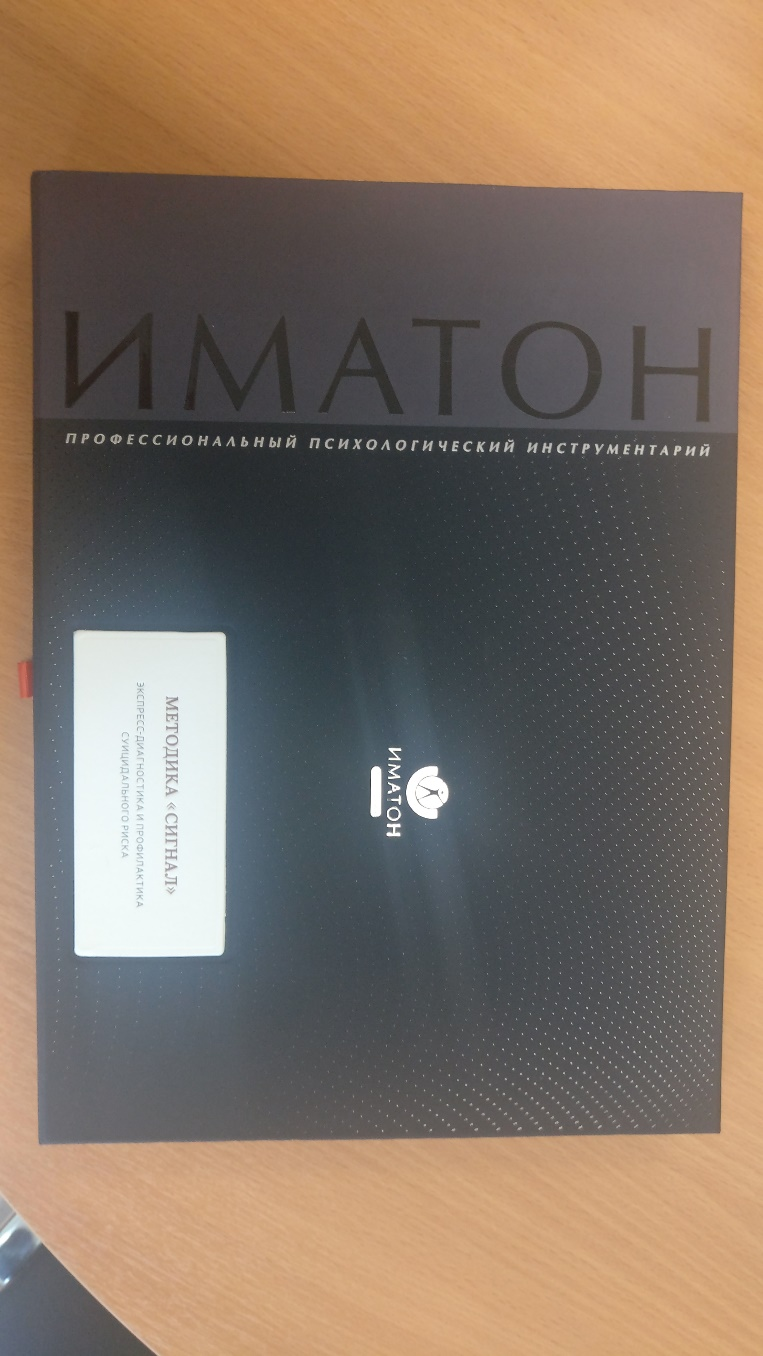 ИМАТОН
ПРОФЕССИОНАЛЬНЫЙ ПСИХОЛОГИЧЕСКИЙ ИНСТРУМЕНТАРИЙ
ИМАТОН
МЕТОДИКА «СИГНАЛ»
ЭКСПРЕСС-ДИАГНОСТИКА И ПРОФИЛАКТИКА
СУИЦИДАЛЬНОГО РИСКА